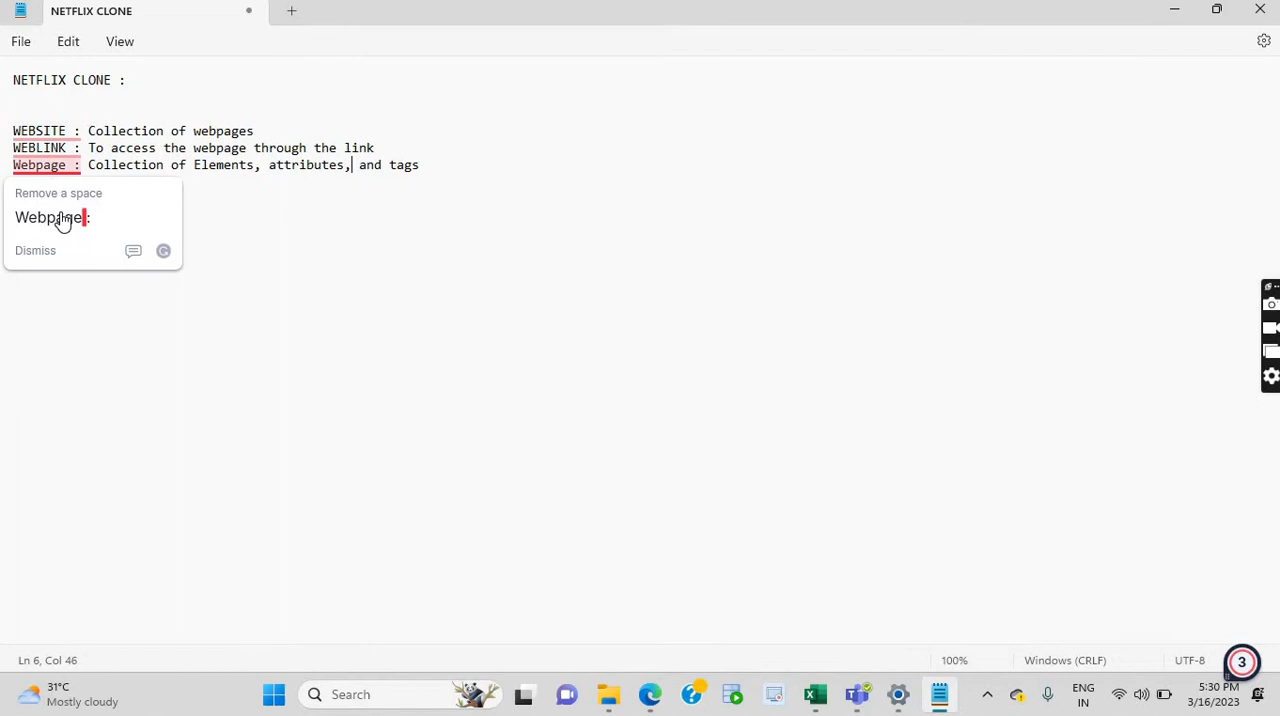 NETFLIX CLONE
File Edit View
NETFLIX CLONE :
WEBSITE : Collection of webpages
WEBLINK : To access the webpage through the link
Webpage : Collection of Elements, attributes, and tags
Remove a space
Webpage :
Dismiss
Ln 6, Col 46
100%
Windows (CRLF)
UTF-8
3
31°C
Mostly cloudy
Search
ENG
IN
5:30 PM
3/16/2023